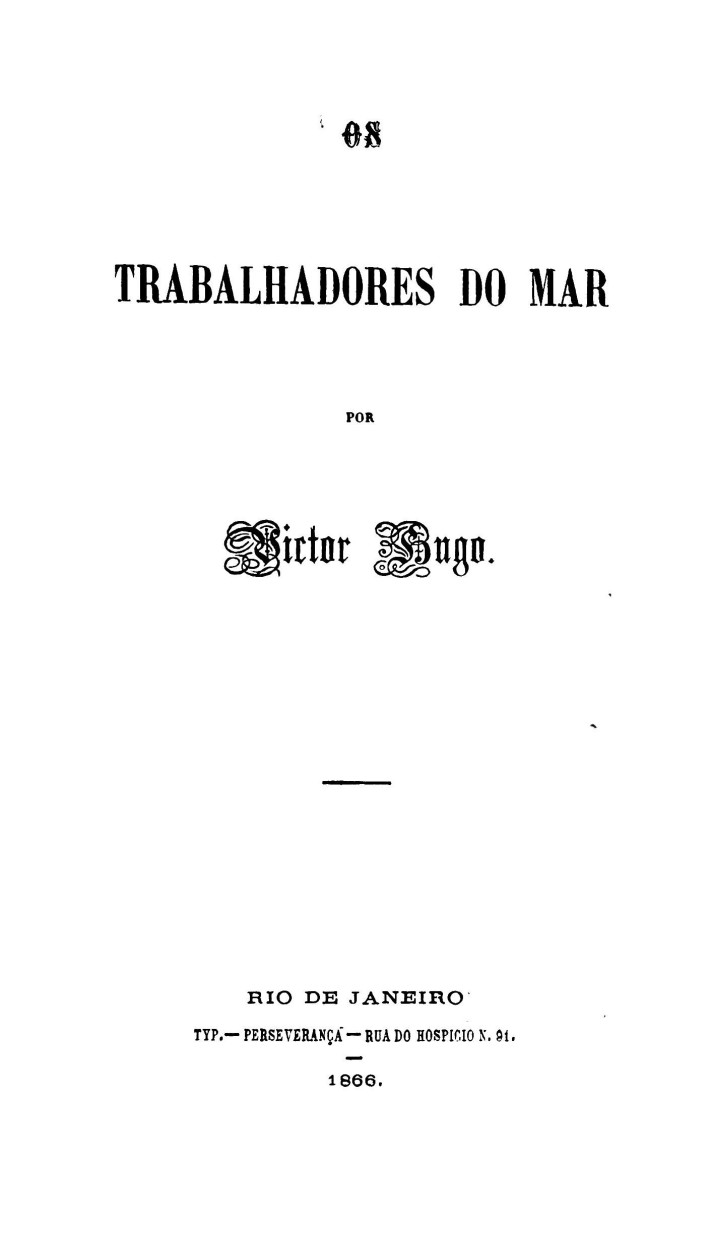 OS
TRABALHADORES DO MAR
POR
Victor Hugo.
RIO DE JANEIRO
TYP.— PERSEVERANÇA — RUA DO HOSPICIO N. 91.
1866.